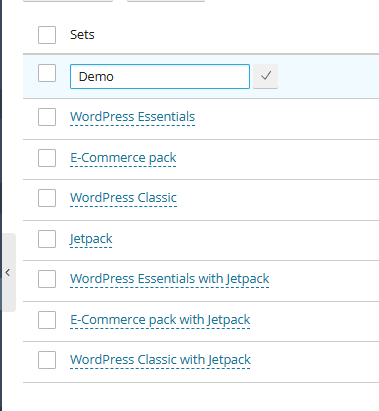 Sets
Demo
WordPress Essentials
E-Commerce pack
WordPress Classic
Jetpack
WordPress Essentials with Jetpack
E-Commerce pack with Jetpack
WordPress Classic with Jetpack